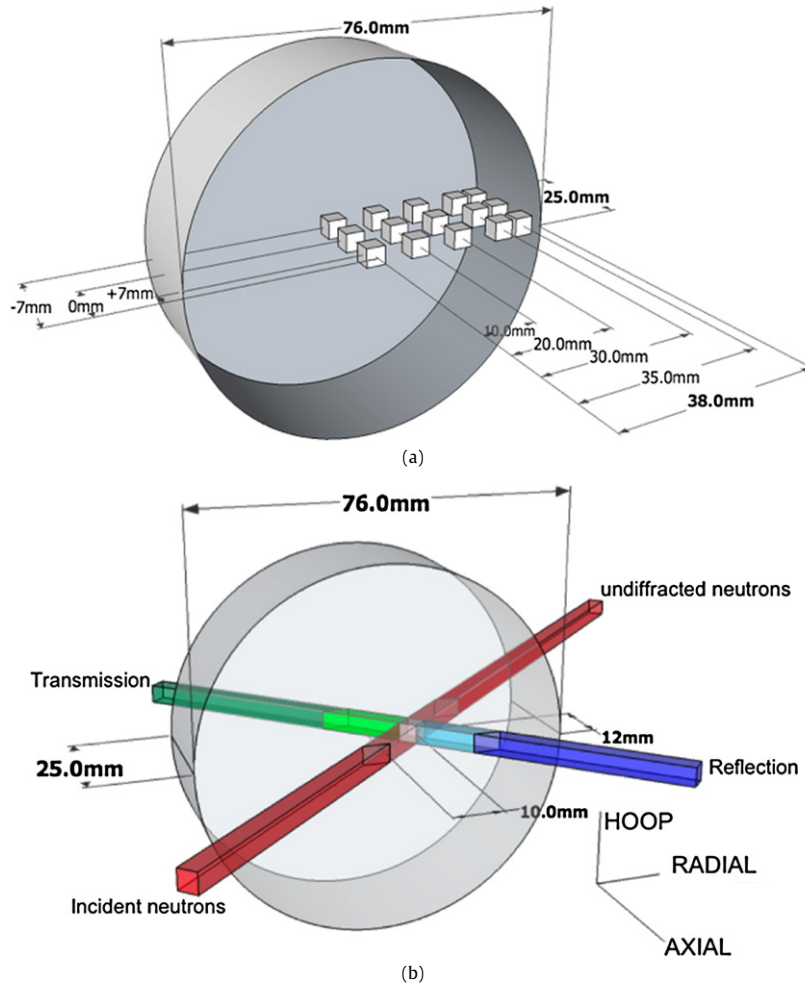 76.0mm
25.0mm
-7mm
0mm
+7mm
10.0mm
20.0mm
30.0mm
35.0mm
38.0mm
(a)
76.0mm
undiffracted neutrons
Transmission
12mm
25.0mm
Reflection
10.0mm
HOOP
RADIAL
Incident neutrons
AXIAL
(b)